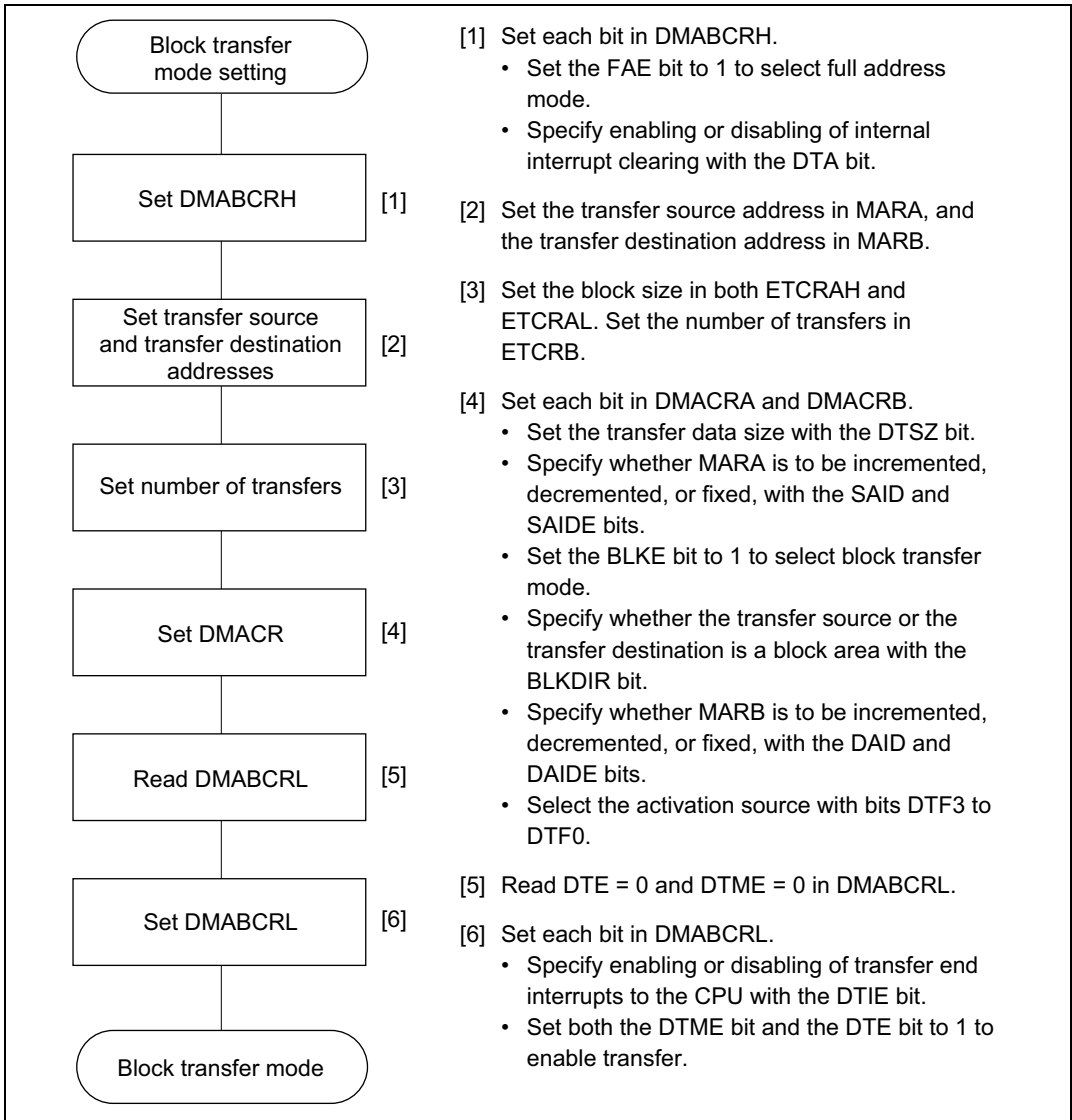 Block transfer
mode setting
Set DMABCRH
[1]
Set transfer source
and transfer destination
addresses
[2]
Set number of transfers
[3]
Set DMACR
[4]
Read DMABCRL
[5]
Set DMABCRL
[6]
Block transfer mode
[1] Set each bit in DMABCRH.
• Set the FAE bit to 1 to select full address
mode.
• Specify enabling or disabling of internal
interrupt clearing with the DTA bit.
[2] Set the transfer source address in MARA, and
the transfer destination address in MARB.
[3] Set the block size in both ETCRAH and
ETCRAL. Set the number of transfers in
ETCRB.
[4] Set each bit in DMACRA and DMACRB.
• Set the transfer data size with the DTSZ bit.
• Specify whether MARA is to be incremented,
decremented, or fixed, with the SAID and
SAIDE bits.
• Set the BLKE bit to 1 to select block transfer
mode.
• Specify whether the transfer source or the
transfer destination is a block area with the
BLKDIR bit.
• Specify whether MARB is to be incremented,
decremented, or fixed, with the DAID and
DAIDE bits.
• Select the activation source with bits DTF3 to
DTF0.
[5] Read DTE = 0 and DTME = 0 in DMABCRL.
[6] Set each bit in DMABCRL.
• Specify enabling or disabling of transfer end
interrupts to the CPU with the DTIE bit.
• Set both the DTME bit and the DTE bit to 1 to
enable transfer.